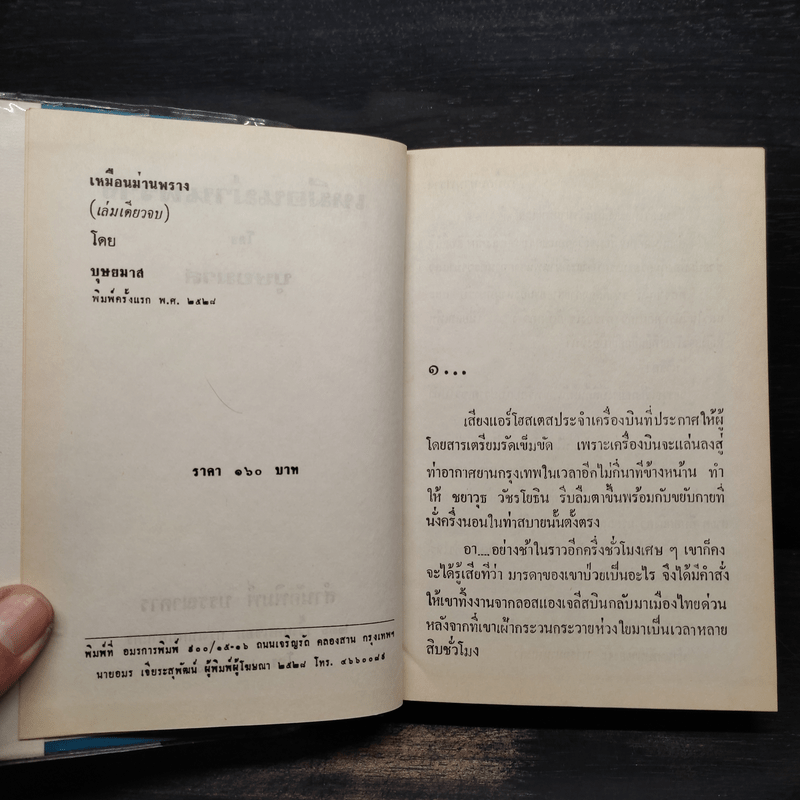 เหมือนม่านพราง
(เล่มเดียวจบ)
โดย
บุษยมาส
พิมพ์ครั้งแรก พ.ศ. ๒๕๒๘
ราคา ๑๖๐ บาท
พิมพ์ที่ อมรการพิมพ์ ๙๐๐/๑๕-๑๖ ถนนเจริญรัถ คลองสาน กรุงเทพฯ
นายอมร เจียระสุพัฒน์ ผู้พิมพ์ผู้โฆษณา ๒๕๒๘ โทร. ๔๖๖๐๐๘๙
๑...
เสียงแอร์โฮสเตสประจำเครื่องบินที่ประกาศให้ผู้
โดยสารเตรียมรัดเข็มขัด เพราะเครื่องบินจะแล่นลงสู่
ท่าอากาศยานกรุงเทพในเวลาอีกไม่กี่นาทีข้างหน้าน ทำ
ให้ ชยาวุธ วัชรโยธิน รีบลืมตาขึ้นพร้อมกับขยับกายที่
นั่งครึ่งนอนในท่าสบายนั้นตั้งตรง
อา....อย่างช้าในราวอีกครึ่งชั่วโมงเศษ ๆ เขาก็คง
จะได้รู้เสียที่ว่า มารดาของเขาป่วยเป็นอะไร จึงได้มีคำสั่ง
ให้เขาทิ้งงานจากลอสแองเจลีสบินกลับมาเมืองไทยด่วน
หลังจากที่เขาเฝ้ากระวนกระวายห่วงใยมาเป็นเวลาหลาย
สิบชั่วโมง